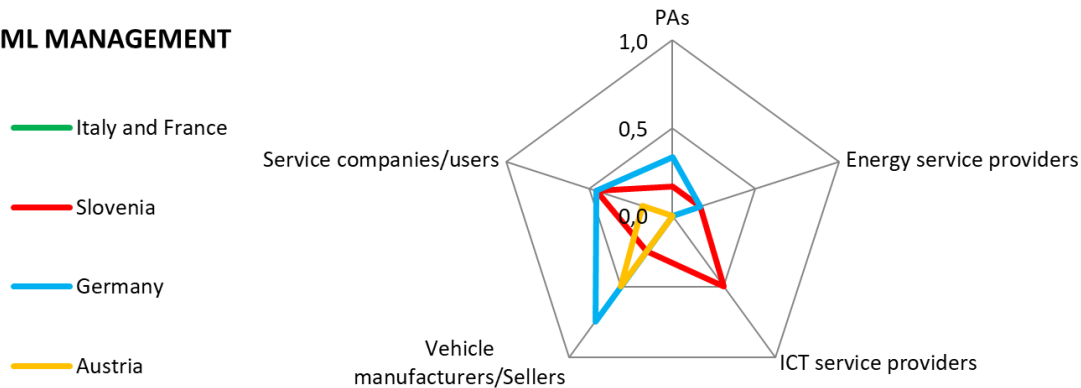 PAs
ML MANAGEMENT
1,0
Italy and France
0,5
Service companies/users
Energy service providers
Slovenia
0,0
Germany
Vehicle
manufacturers/Sellers
ICT service providers
Austria